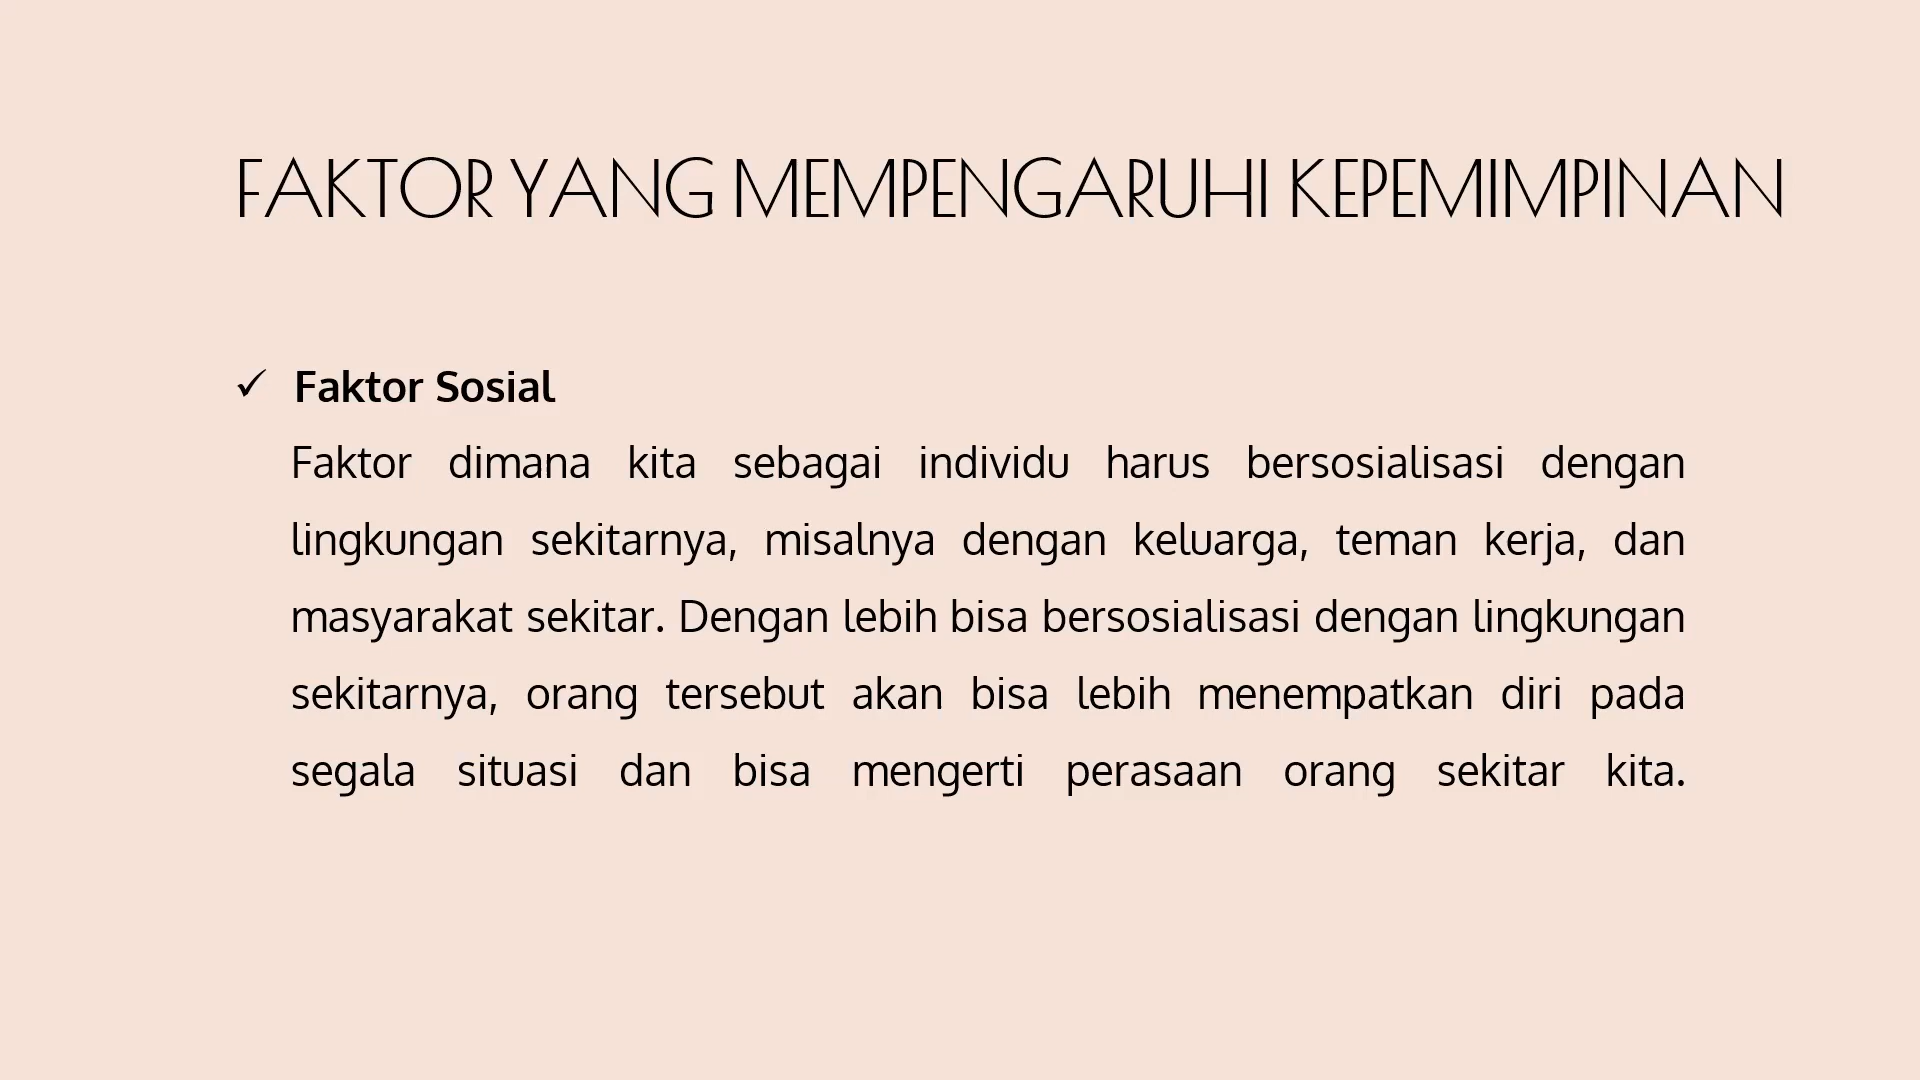 FAKTOR YANG MEMPENGARUHI KEPEMIMPINAN
✓ Faktor Sosial
Faktor dimana kita sebagai individu harus bersosialisasi dengan
lingkungan sekitarnya, misalnya dengan keluarga, teman kerja, dan
masyarakat sekitar. Dengan lebih bisa bersosialisasi dengan lingkungan
sekitarnya, orang tersebut akan bisa lebih menempatkan diri pada
segala situasi dan bisa mengerti perasaan orang sekitar kita.